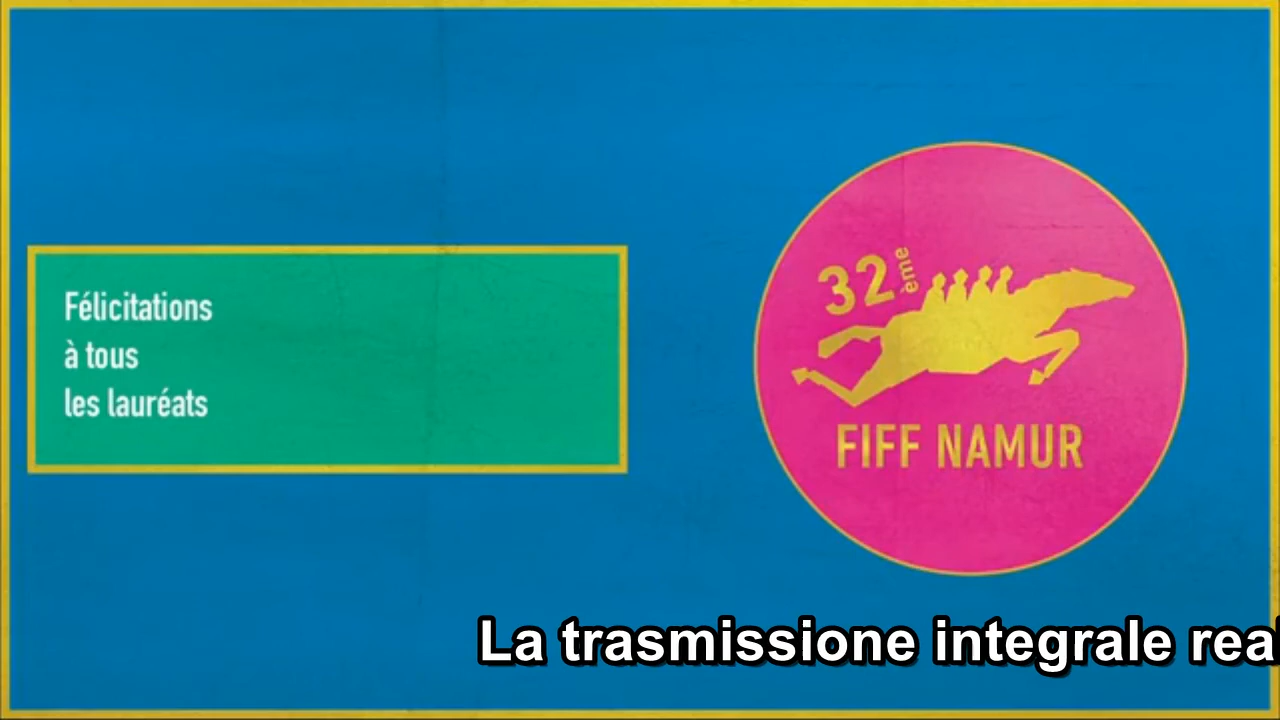 Félicitations
à tous
les lauréats
32ème
FIFF NAMUR
La trasmissione integrale